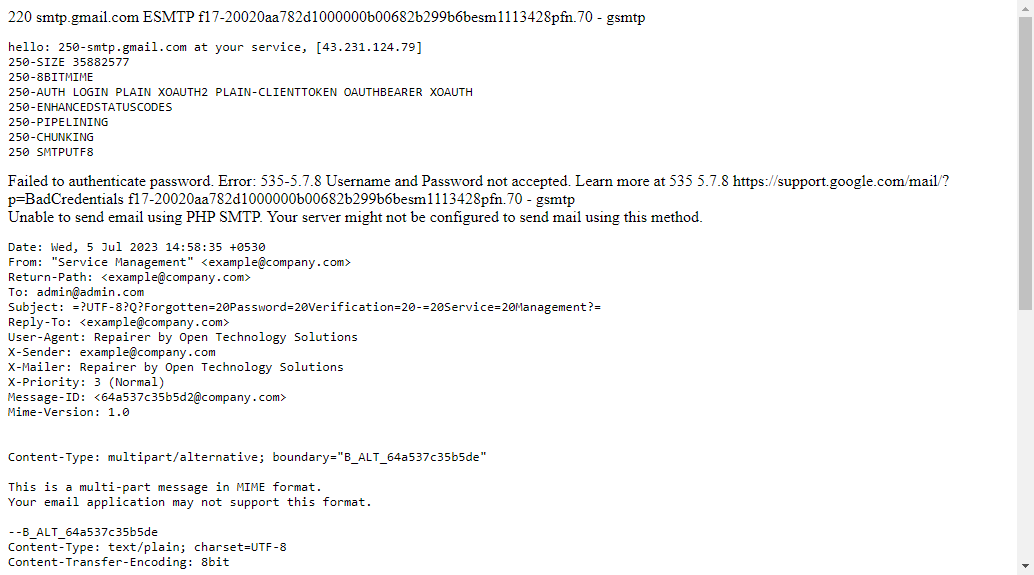 220 smtp.gmail.com ESMTP f17-20020aa782d1000000b00682b299b6besm1113428pfn.70 - gsmtp
hello: 250-smtp.gmail.com at your service, [43.231.124.79]
250-SIZE 35882577
250-8BITMIME
250-AUTH LOGIN PLAIN XOAUTH2 PLAIN-CLIENTTOKEN OAUTHBEARER XOAUTH
250-ENHANCEDSTATUSCODES
250-PIPELINING
250-CHUNKING
250 SMTPUTF8
Failed to authenticate password. Error: 535-5.7.8 Username and Password not accepted. Learn more at 535 5.7.8 https://support.google.com/mail/?
p=BadCredentials f17-20020aa782d1000000b00682b299b6besm1113428pfn.70 - gsmtp
Unable to send email using PHP SMTP. Your server might not be configured to send mail using this method.
Date: Wed, 5 Jul 2023 14:58:35 +0530
From: "Service Management" <example@company.com>
Return-Path: <example@company.com>
To: admin@admin.com
Subject: =?UTF-8?Q?Forgotten=20Password=20Verification=20-=20Service=20Management?=
Reply-To: <example@company.com>
User-Agent: Repairer by Open Technology Solutions
X-Sender: example@company.com
X-Mailer: Repairer by Open Technology Solutions
X-Priority: 3 (Normal)
Message-ID: <64a537c35b5d2@company.com>
Mime-Version: 1.0
Content-Type: multipart/alternative; boundary="B_ALT_64a537c35b5de"
This is a multi-part message in MIME format.
Your email application may not support this format.
--B_ALT_64a537c35b5de
Content-Type: text/plain; charset=UTF-8
Content-Transfer-Encoding: 8bit